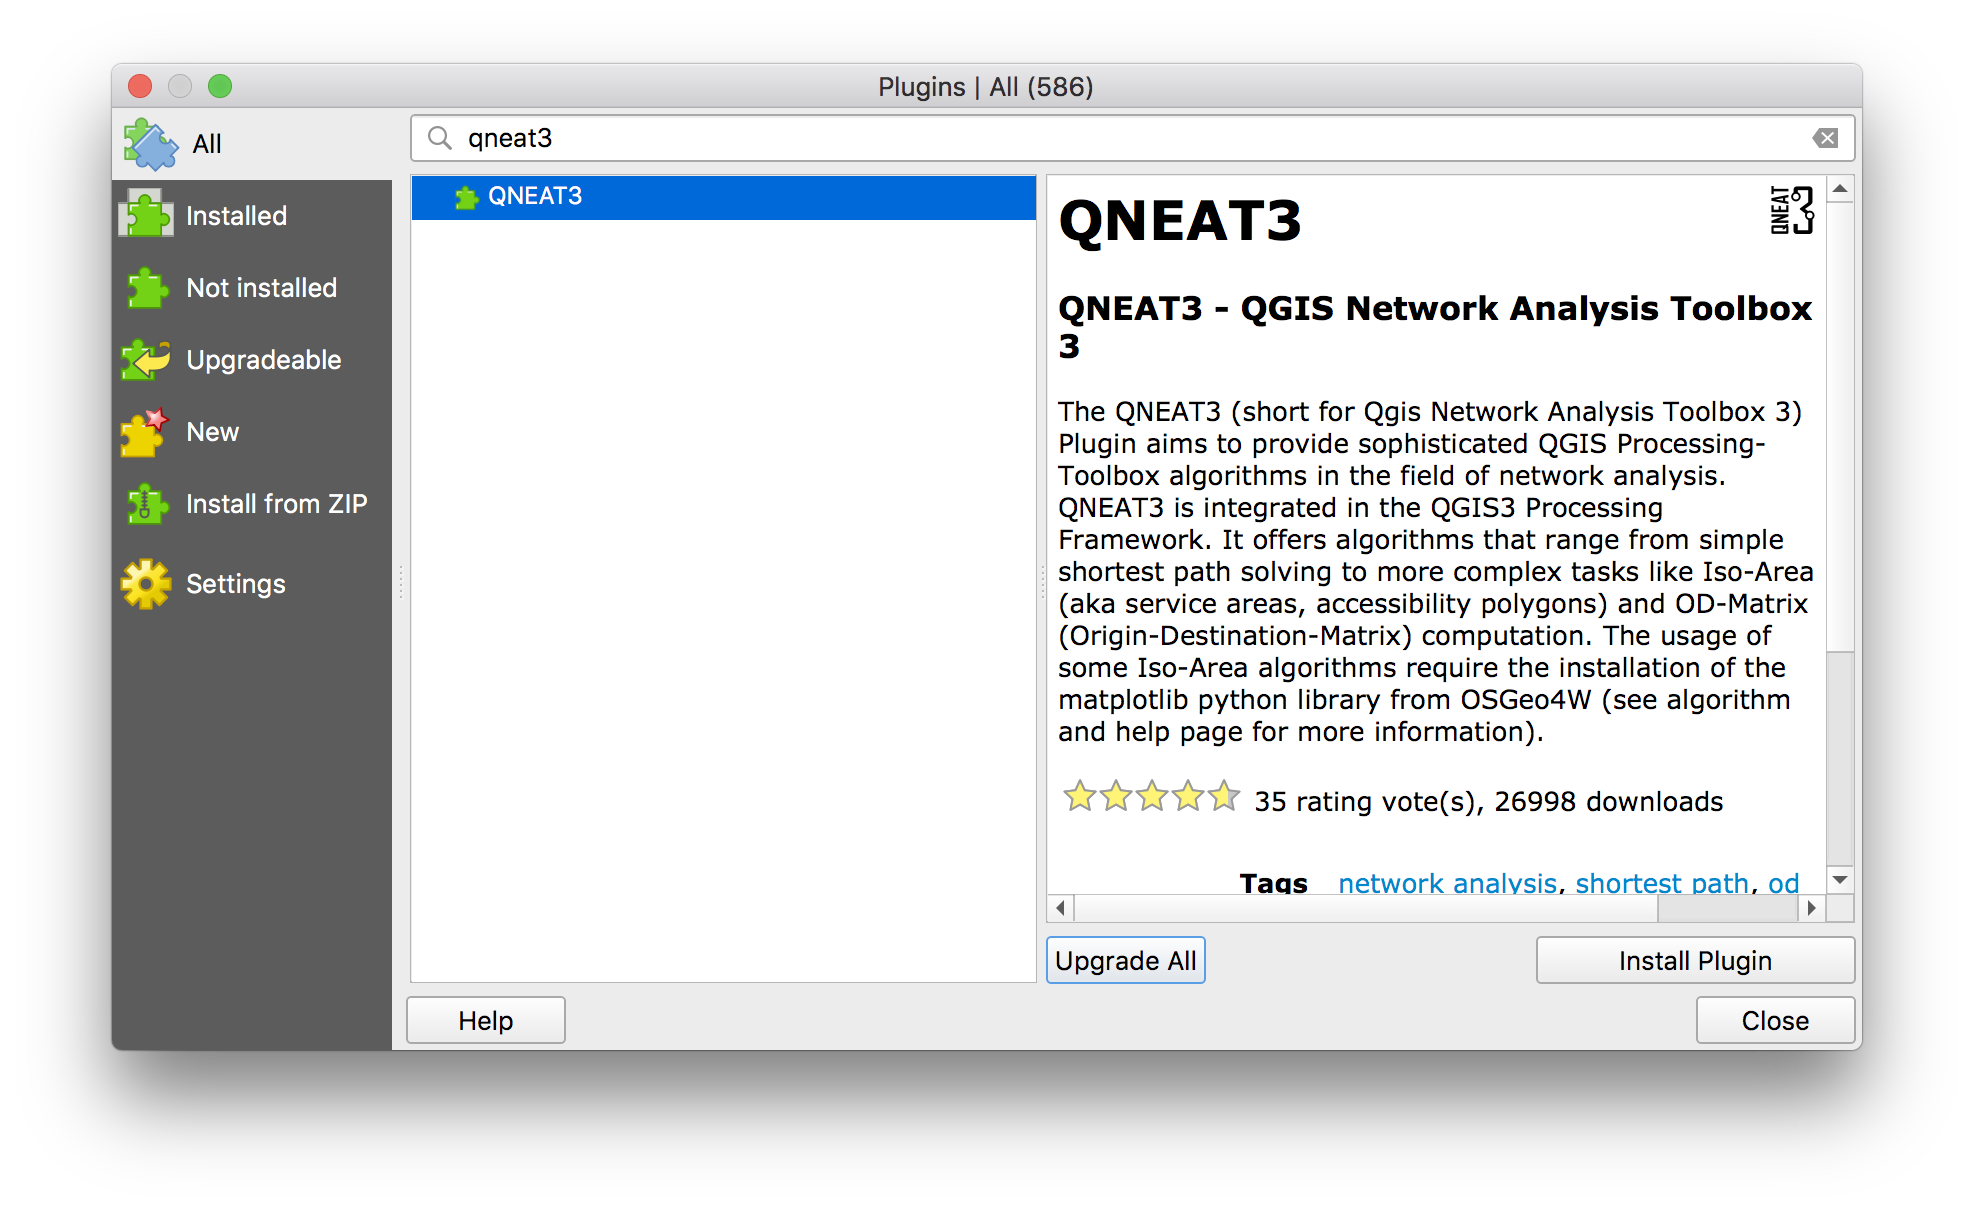 Plugins | All (586)
All
Installed
Not installed
Upgradeable
New
Install from ZIP
Settings
qneat3
QNEAT3
QNEAT3
QNEAT
3
QNEAT3 - QGIS Network Analysis Toolbox
3
The QNEAT3 (short for Qgis Network Analysis Toolbox 3)
Plugin aims to provide sophisticated QGIS Processing-
Toolbox algorithms in the field of network analysis.
QNEAT3 is integrated in the QGIS3 Processing
Framework. It offers algorithms that range from simple
shortest path solving to more complex tasks like Iso-Area
(aka service areas, accessibility polygons) and OD-Matrix
(Origin-Destination-Matrix) computation. The usage of
some Iso-Area algorithms require the installation of the
matplotlib python library from OSGeo4W (see algorithm
and help page for more information).
35 rating vote(s), 26998 downloads
Tags network analysis, shortest path, od
Upgrade All
Install Plugin
Help
Close